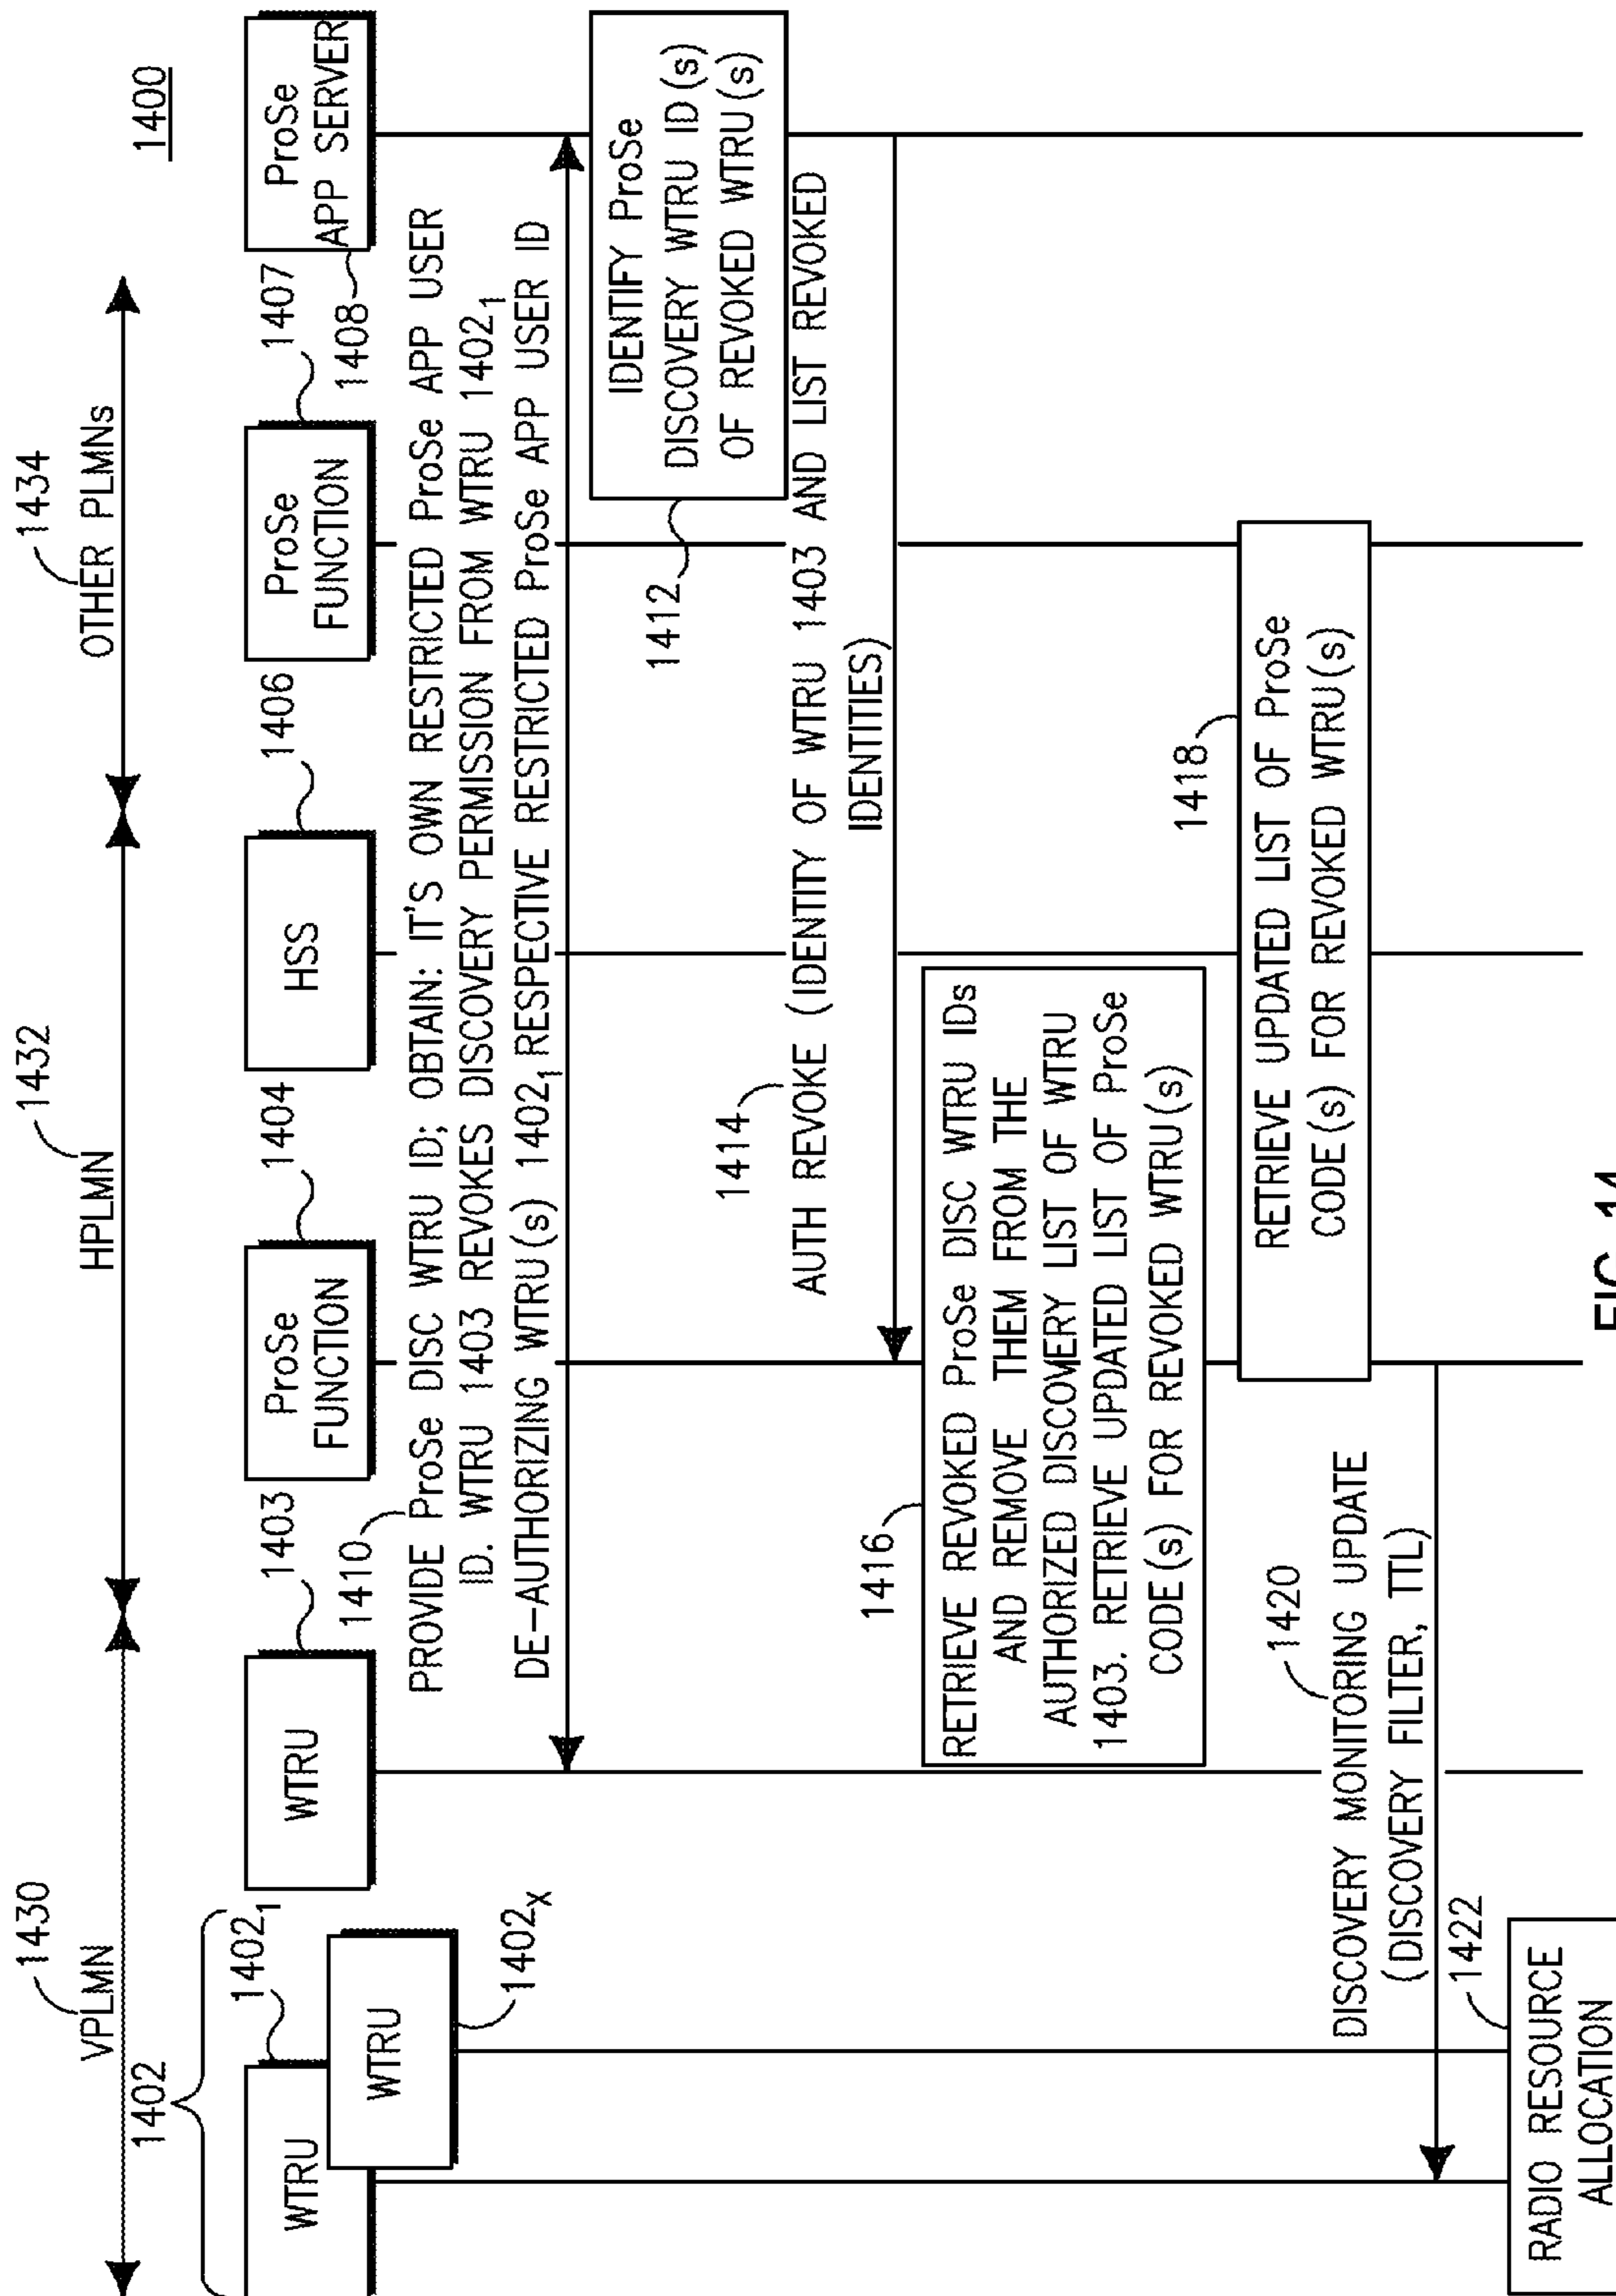 1400
1430
VPLMN
1432
HPLMN
1434
OTHER PLMNs
1402
1402₁
WTRU
WTRU
1402ₓ
WTRU
1403
ProSe
FUNCTION
1404
HSS
1406
ProSe
FUNCTION
1407
ProSe
APP SERVER
1408
1410
PROVIDE ProSe DISC WTRU ID; OBTAIN: IT'S OWN RESTRICTED ProSe APP USER
ID. WTRU 1403 REVOKES DISCOVERY PERMISSION FROM WTRU 1402₁
DE-AUTHORIZING WTRU(s) 1402₁ RESPECTIVE RESTRICTED ProSe APP USER ID
IDENTIFY ProSe
DISCOVERY WTRU ID(s)
OF REVOKED WTRU(s)
1412
1414
AUTH REVOKE (IDENTITY OF WTRU 1403 AND LIST REVOKED
IDENTITIES)
1416
RETRIEVE REVOKED ProSe DISC WTRU IDs
AND REMOVE THEM FROM THE
AUTHORIZED DISCOVERY LIST OF WTRU
1403. RETRIEVE UPDATED LIST OF ProSe
CODE(s) FOR REVOKED WTRU(s)
1418
RETRIEVE UPDATED LIST OF ProSe
CODE(s) FOR REVOKED WTRU(s)
1420
DISCOVERY MONITORING UPDATE
(DISCOVERY FILTER, TTL)
1422
RADIO RESOURCE
ALLOCATION
FIG. 14